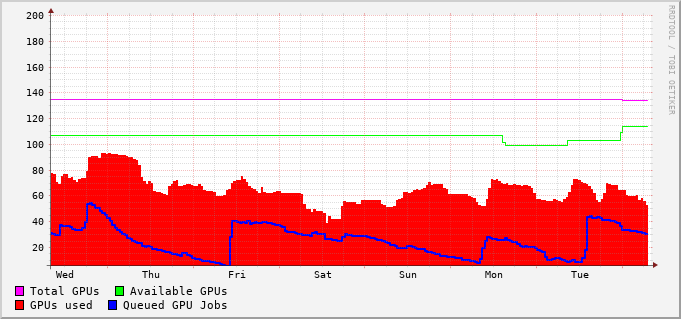 200
180
160
140
120
100
80
60
40
20
Wed Thu Fri Sat Sun Mon Tue
Total GPUs Available GPUs
GPUs used Queued GPU Jobs
RRDTOOL / TOBI OETIKER